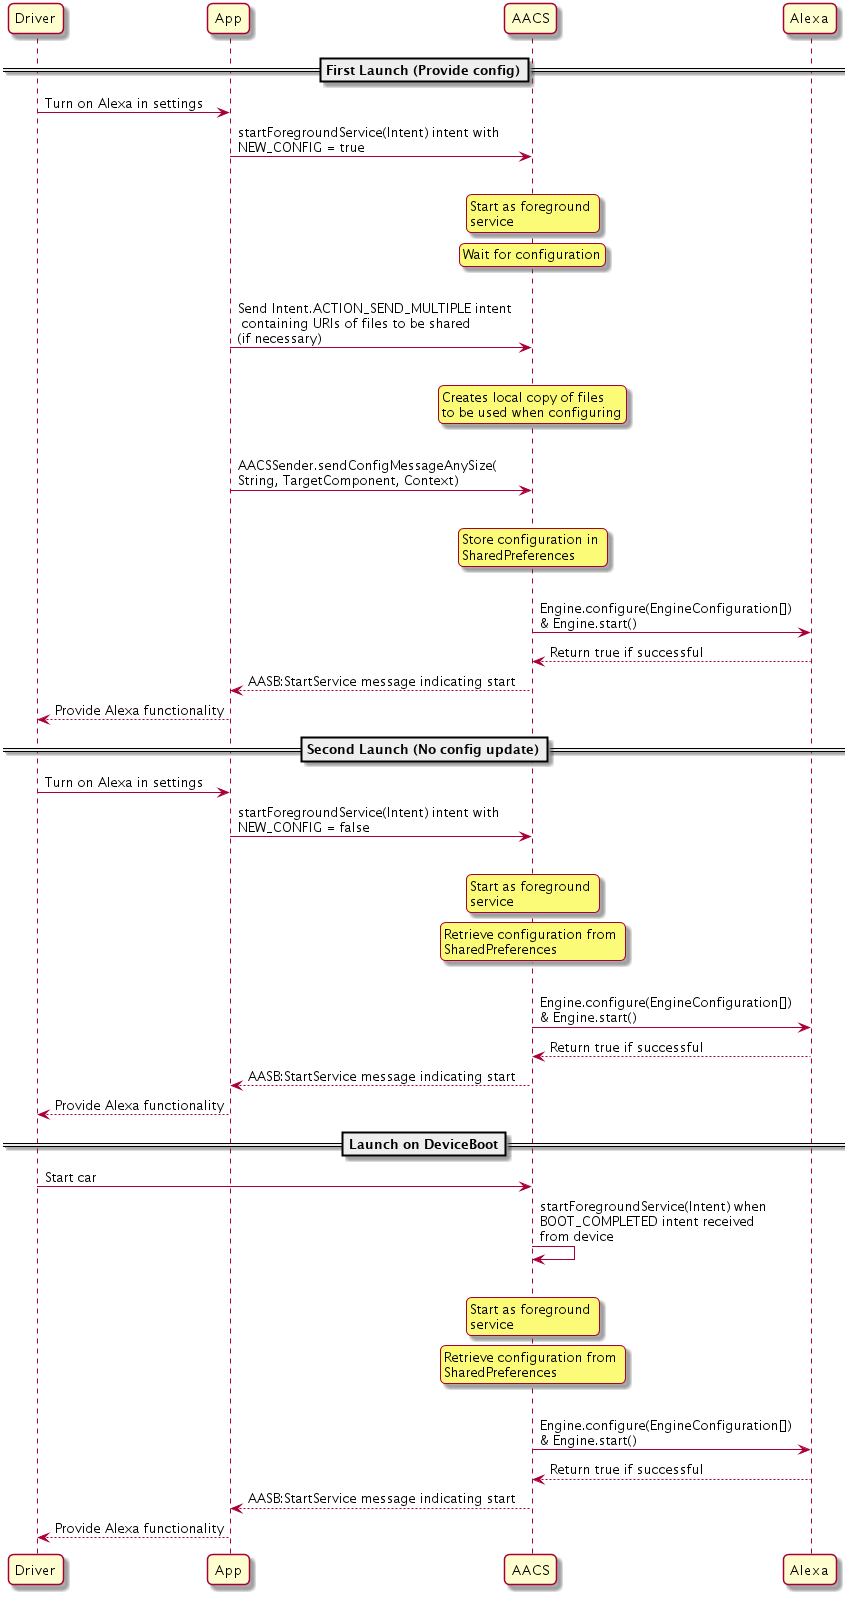 Driver
App
AACS
Alexa
First Launch (Provide config)
Turn on Alexa in settings
startForegroundService(Intent) intent with
NEW_CONFIG = true
Start as foreground
service
Wait for configuration
Send Intent.ACTION_SEND_MULTIPLE intent
containing URIs of files to be shared
(if necessary)
Creates local copy of files
to be used when configuring
AACSSender.sendConfigMessageAnySize(
String, TargetComponent, Context)
Store configuration in
SharedPreferences
Engine.configure(EngineConfiguration[])
& Engine.start()
Return true if successful
AASB:StartService message indicating start
Provide Alexa functionality
Second Launch (No config update)
Turn on Alexa in settings
startForegroundService(Intent) intent with
NEW_CONFIG = false
Start as foreground
service
Retrieve configuration from
SharedPreferences
Engine.configure(EngineConfiguration[])
& Engine.start()
Return true if successful
AASB:StartService message indicating start
Provide Alexa functionality
Launch on DeviceBoot
Start car
startForegroundService(Intent) when
BOOT_COMPLETED intent received
from device
Start as foreground
service
Retrieve configuration from
SharedPreferences
Engine.configure(EngineConfiguration[])
& Engine.start()
Return true if successful
AASB:StartService message indicating start
Provide Alexa functionality
Driver
App
AACS
Alexa